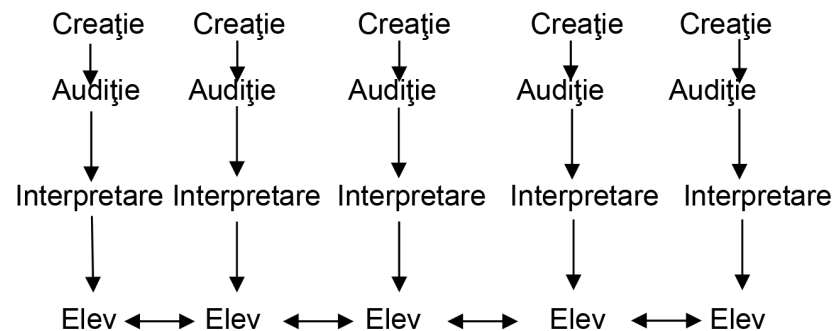 Creaţie Creaţie Creaţie Creaţie Creaţie
Audiţie Audiţie Audiţie Audiţie Audiţie
Interpretare Interpretare Interpretare Interpretare Interpretare
Elev Elev Elev Elev Elev